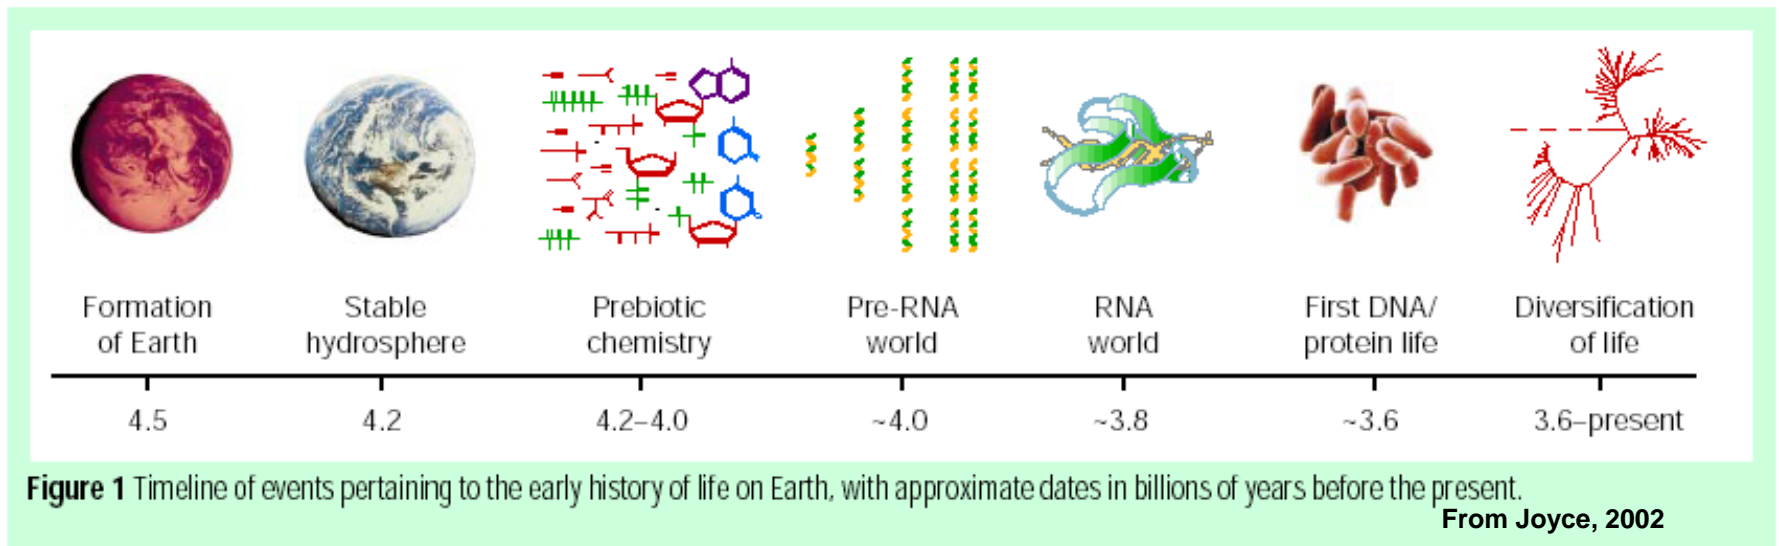 Formation
of Earth
Stable
hydrosphere
Prebiotic
chemistry
Pre-RNA
world
RNA
world
First DNA/
protein life
Diversification
of life
4.5
4.2
4.2–4.0
~4.0
~3.8
~3.6
3.6–present
Figure 1 Timeline of events pertaining to the early history of life on Earth, with approximate dates in billions of years before the present.
From Joyce, 2002